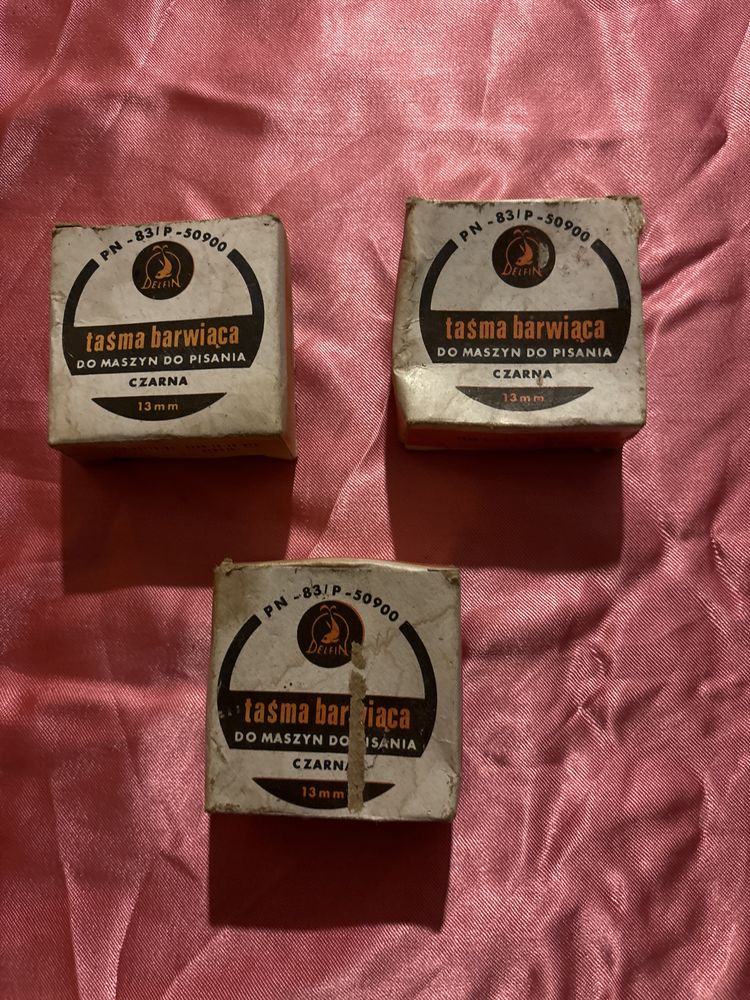 PN-83/P-50900
DELFIN
taśma barwiąca
DO MASZYN DO PISANIA
CZARNA
13mm
PN-83/P-50900
DELFIN
taśma barwiąca
DO MASZYN DO PISANIA
CZARNA
13mm
PN-83/P-50900
DELFIN
taśma barwiąca
DO MASZYN DO PISANIA
CZARNA
13mm